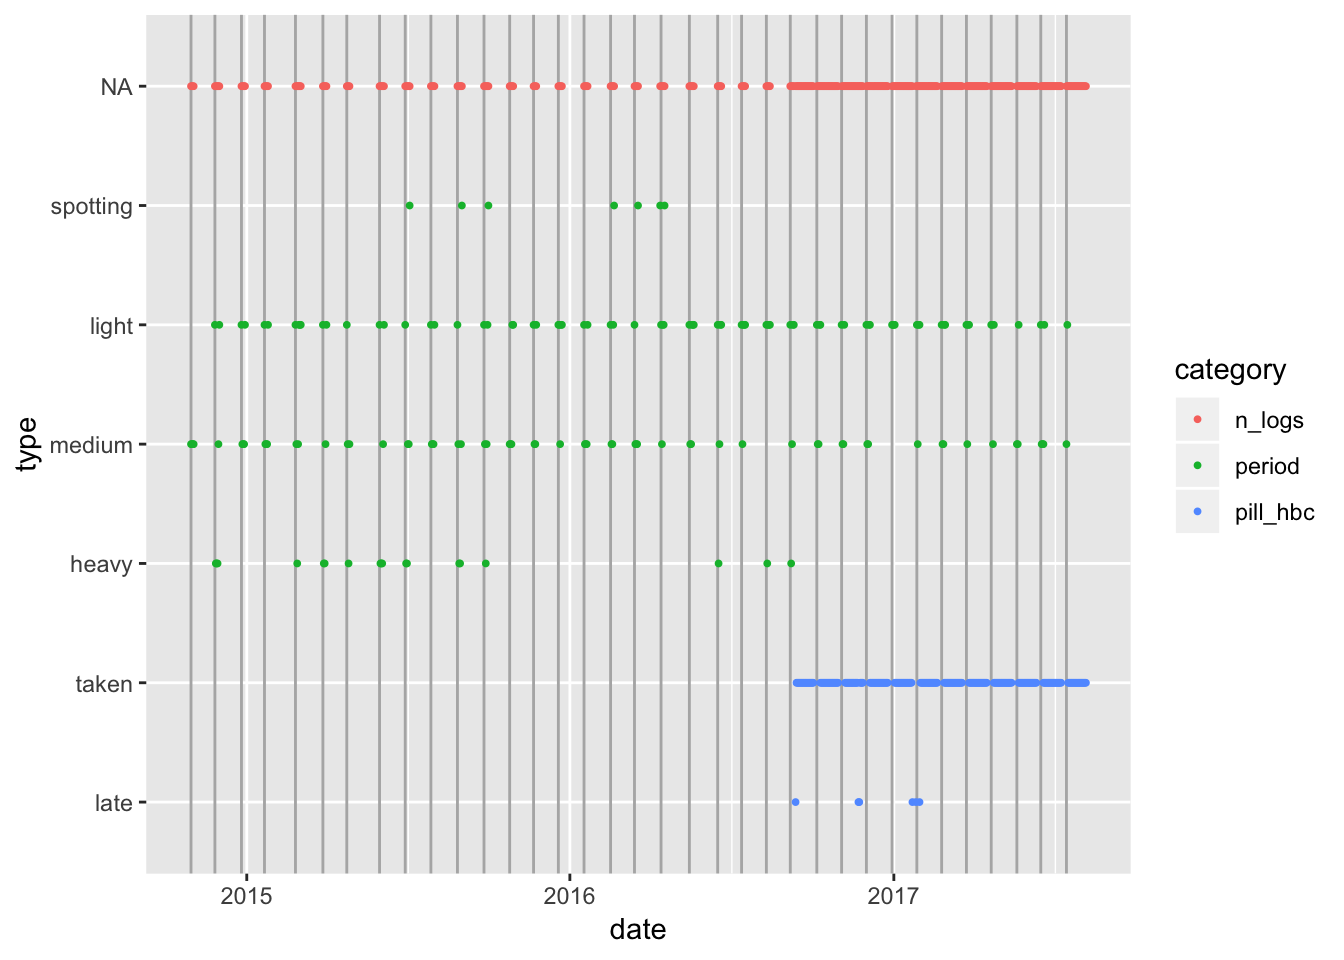 NA
spotting
light
medium
heavy
taken
late
type
2015
2016
2017
date
category
n_logs
period
pill_hbc